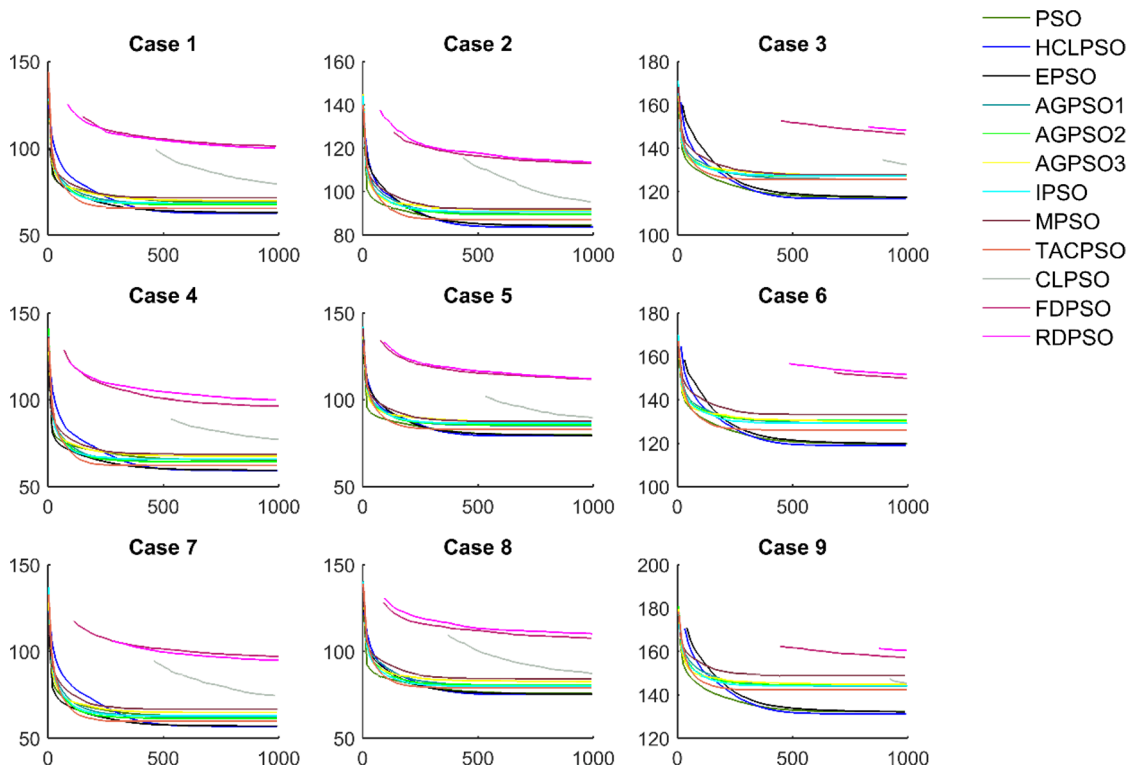 Case 1
150
100
50
0
500
1000
Case 2
160
140
120
100
80
0
500
1000
Case 3
180
160
140
120
100
0
500
1000
PSO
HCLPSO
EPSO
AGPSO1
AGPSO2
AGPSO3
IPSO
MPSO
TACPSO
CLPSO
FDPSO
RDPSO
Case 4
150
100
50
0
500
1000
Case 5
150
100
50
0
500
1000
Case 6
180
160
140
120
100
0
500
1000
Case 7
150
100
50
0
500
1000
Case 8
150
100
50
0
500
1000
Case 9
200
180
160
140
120
0
500
1000